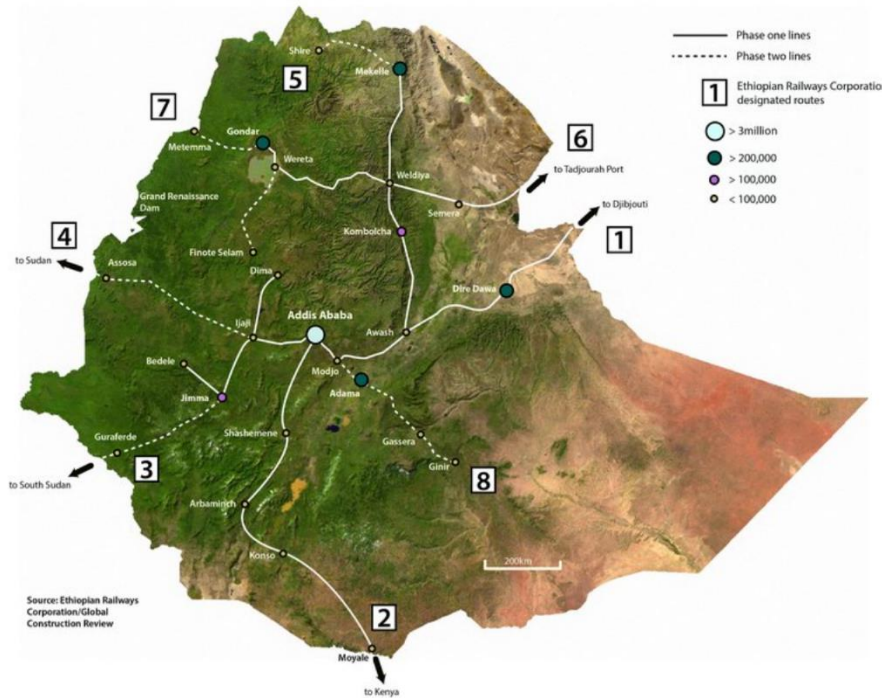 Phase one lines
Phase two lines
1
Ethiopian Railways Corporatio
designated routes
> 3million
> 200,000
> 100,000
< 100,000
Shire
5
Mekelle
7
Gondar
Metemma
Wereta
6
to Tadjourah Port
Weldiya
Grand Renaissance
Dam
Semera
to Djibjouti
4
Kombolcha
1
to Sudan
Finote Selam
Assosa
Dima
Dire Dawa
Addis Ababa
Ijaji
Awash
Bedele
Modjo
Jimma
Adama
Shashemene
Guraferde
Gassera
3
Ginir
8
to South Sudan
Arbaminch
Konso
200km
Source: Ethiopian Railways
Corporation/Global
Construction Review
2
Moyale
to Kenya